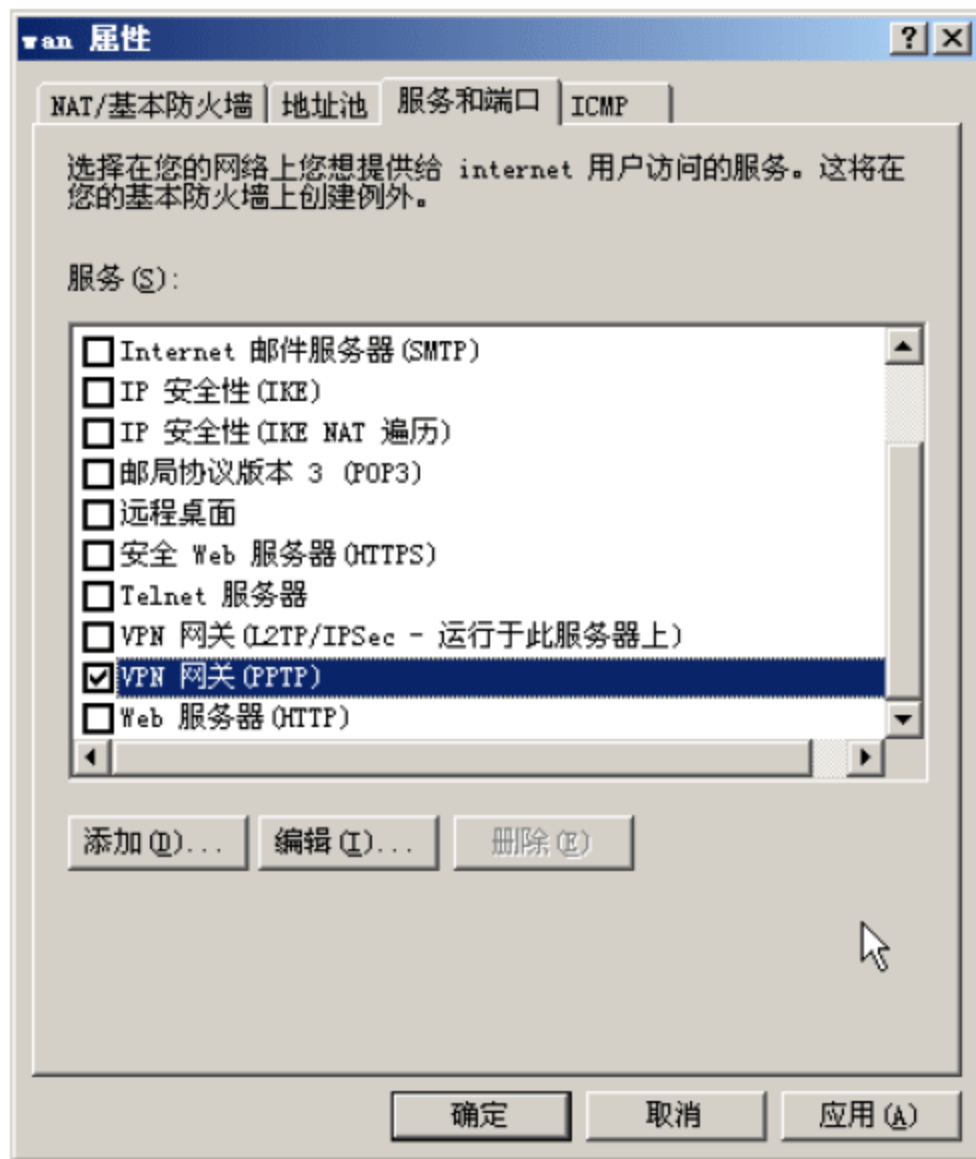 wan 属性
NAT/基本防火墙 地址池 服务和端口 ICMP
选择在您的网络上您想提供给 internet 用户访问的服务。这将在
您的基本防火墙上创建例外。
服务(S):
Internet 邮件服务器(SMTP)
IP 安全性(IKE)
IP 安全性(IKE NAT 遍历)
邮局协议版本 3 (POP3)
远程桌面
安全 Web 服务器(HTTPS)
Telnet 服务器
VPN 网关(L2TP/IPSec - 运行于此服务器上)
VPN 网关(PPTP)
Web 服务器(HTTP)
添加(D)... 编辑(I)... 删除(E)
确定 取消 应用(A)